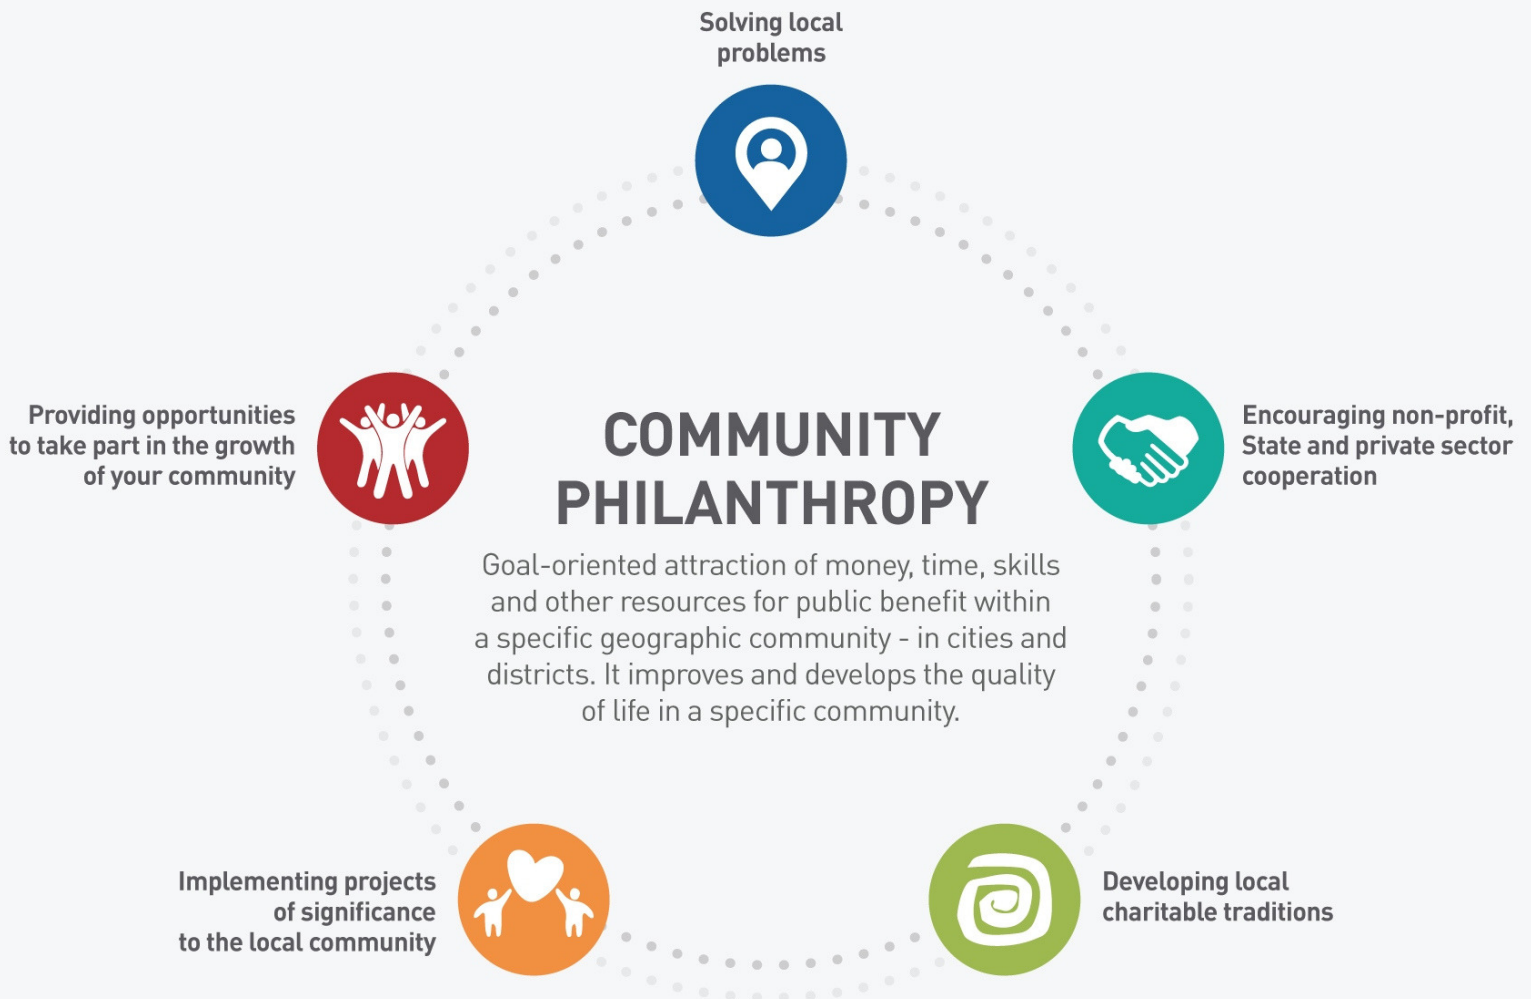 Solving local
problems
Providing opportunities
to take part in the growth
of your community
COMMUNITY
PHILANTHROPY
Goal-oriented attraction of money, time, skills
and other resources for public benefit within
a specific geographic community - in cities and
districts. It improves and develops the quality
of life in a specific community.
Encouraging non-profit,
State and private sector
cooperation
Implementing projects
of significance
to the local community
Developing local
charitable traditions